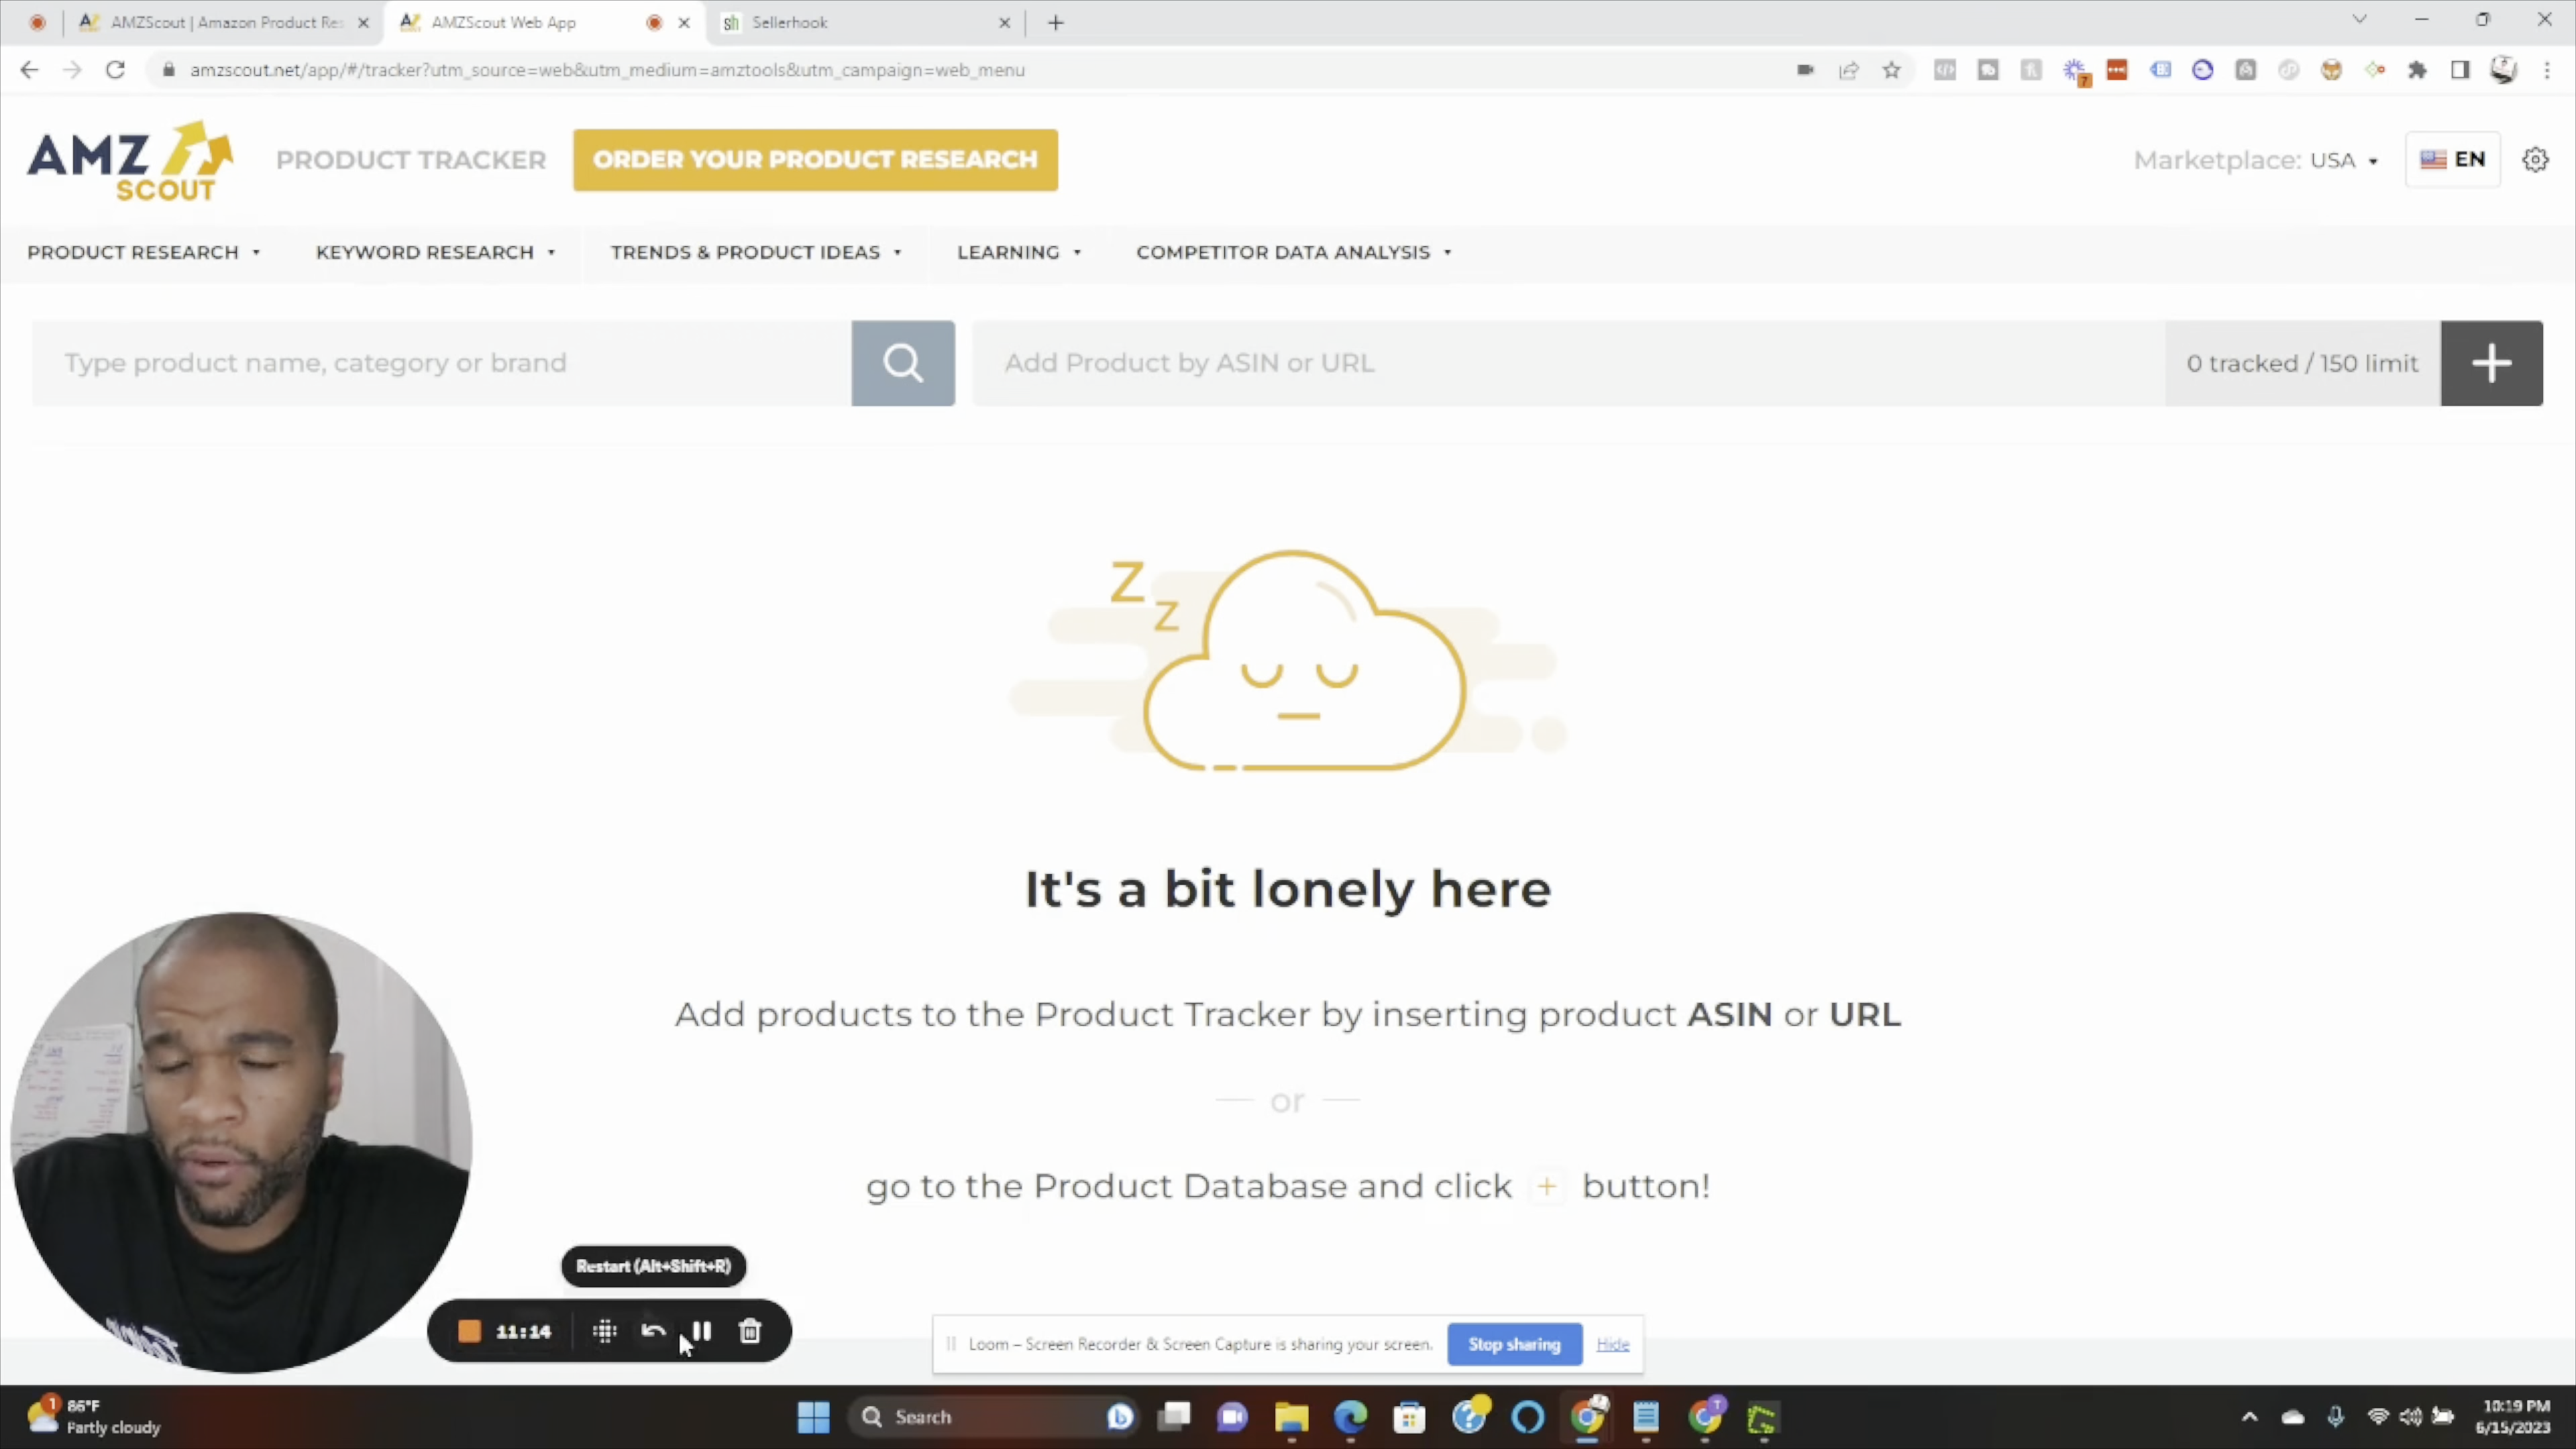 AMZScout | Amazon Product Res
AMZScout Web App
sh Sellerhook
amzscout.net/app/#/tracker?utm_source=web&utm_medium=amztools&utm_campaign=web_menu
7
AMZ
SCOUT
PRODUCT TRACKER
ORDER YOUR PRODUCT RESEARCH
Marketplace: USA
EN
PRODUCT RESEARCH
KEYWORD RESEARCH
TRENDS & PRODUCT IDEAS
LEARNING
COMPETITOR DATA ANALYSIS
Type product name, category or brand
Add Product by ASIN or URL
0 tracked / 150 limit
Z
Z
It's a bit lonely here
Add products to the Product Tracker by inserting product ASIN or URL
or
go to the Product Database and click + button!
Restart (Alt+Shift+R)
11:14
Loom – Screen Recorder & Screen Capture is sharing your screen.
Stop sharing
Hide
1
86°F
Partly cloudy
Search
T
10:19 PM
6/15/2023